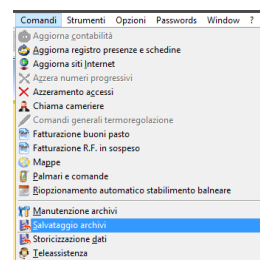 Comandi Strumenti Opzioni Passwords Window ?
Aggiorna contabilità
Aggiorna registro presenze e schedine
Aggiorna siti Internet
Azzera numeri progressivi
Azzeramento accessi
Chiama cameriere
Comandi generali termoregolazione
Fatturazione buoni pasto
Fatturazione R.F. in sospeso
Mappe
Palmari e comande
Riopzionamento automatico stabilimento balneare
Manutenzione archivi
Salvataggio archivi
Storicizzazione dati
Teleassistenza